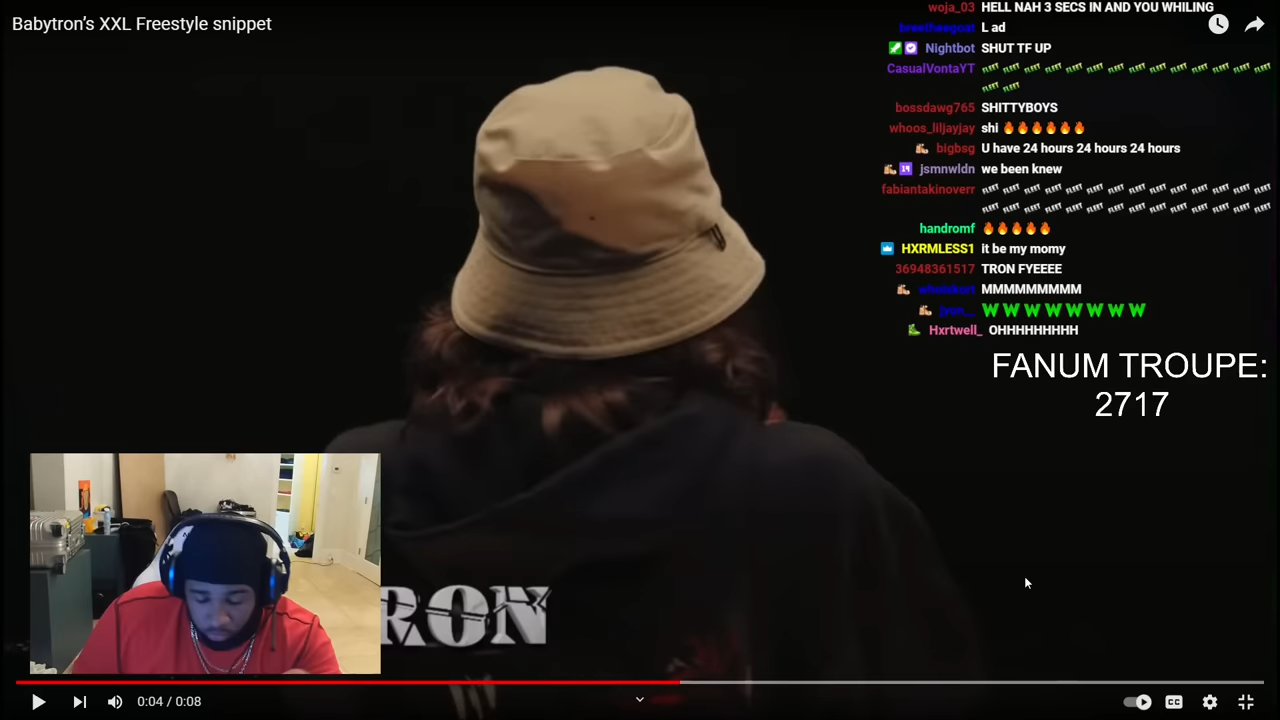 Babytron's XXL Freestyle snippet
woja_03 HELL NAH 3 SECS IN AND YOU WHILING
breethesgoat L ad
Nightbot SHUT TF UP
CasualVontaYT
bossdawg765 SHITTYBOYS
whoos_liljayjay shi
bigbsg U have 24 hours 24 hours 24 hours
jsmnwldn we been knew
fabiantakinoverr
handromf
HXRMLESS1 it be my momy
36948361517 TRON FYEEEE
MMMMMMMMM
W W W W W W W W
Hxrtwell_ OHHHHHHHHH
FANUM TROUPE:
2717
RON
0:04 / 0:08
CC